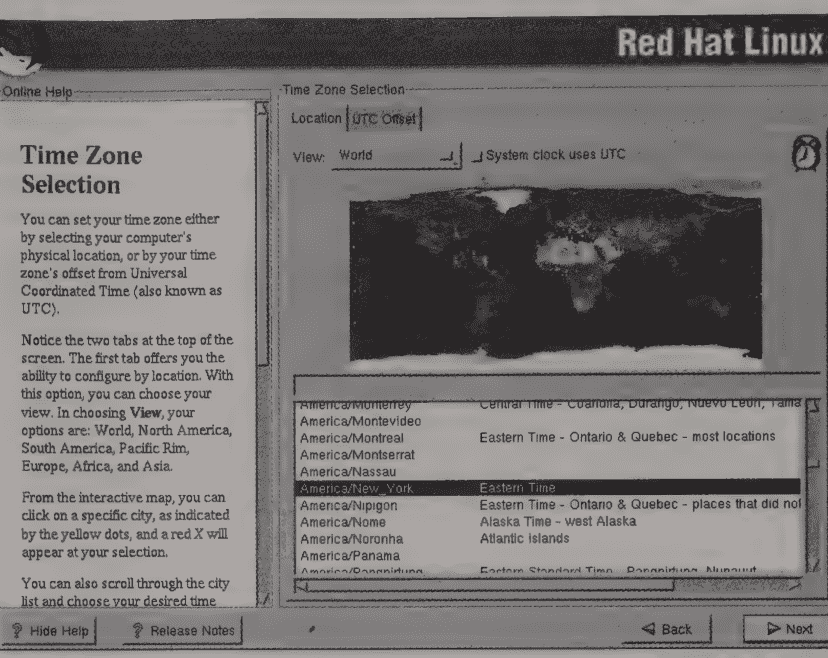 Red Hat Linux
Online Help
Time Zone
Selection
You can set your time zone either
by selecting your computer's
physical location, or by your time
zone's offset from Universal
Coordinated Time (also known as
UTC).
Notice the two tabs at the top of the
screen. The first tab offers you the
ability to configure by location. With
this option, you can choose your
view. In choosing View, your
options are: World, North America,
South America, Pacific Rim,
Europe, Africa, and Asia.
From the interactive map, you can
click on a specific city, as indicated
by the yellow dots, and a red X will
appear at your selection.
You can also scroll through the city
list and choose your desired time
Time Zone Selection
Location UTC Offset
View: World System clock uses UTC
America/Monterrey Central Time - Coahuila, Durango, Nuevo Leon, Tama
America/Montevideo
America/Montreal Eastern Time - Ontario & Quebec - most locations
America/Montserrat
America/Nassau
America/New_York Eastern Time
America/Nipigon Eastern Time - Ontario & Quebec - places that did not
America/Nome Alaska Time - west Alaska
America/Noronha Atlantic islands
America/Panama
America/Pangnirtung Eastern Standard Time - Pangnirtung, Nunavut
Hide Help Release Notes Back Next